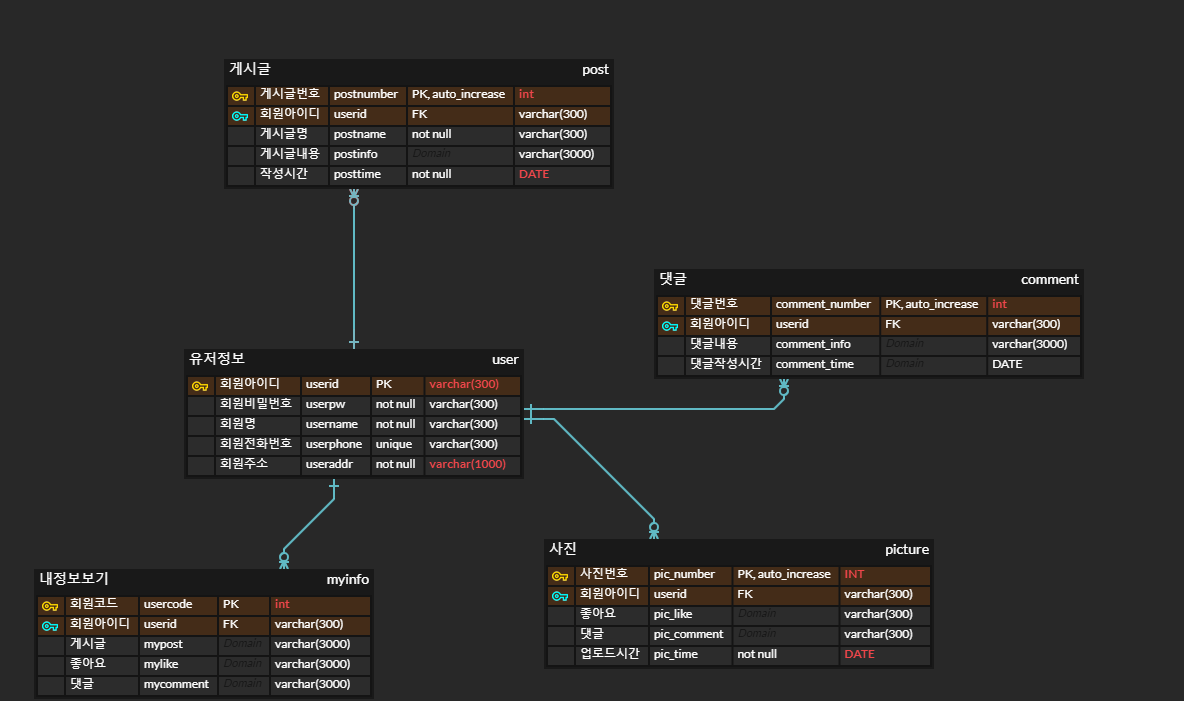 게시글 post
게시글번호 postnumber PK, auto_increase int
회원아이디 userid FK varchar(300)
게시글명 postname not null varchar(300)
게시글내용 postinfo Domain varchar(3000)
작성시간 posttime not null DATE
댓글 comment
댓글번호 comment_number PK, auto_increase int
회원아이디 userid FK varchar(300)
댓글내용 comment_info Domain varchar(3000)
댓글작성시간 comment_time Domain DATE
유저정보 user
회원아이디 userid PK varchar(300)
회원비밀번호 userpw not null varchar(300)
회원명 username not null varchar(300)
회원전화번호 userphone unique varchar(300)
회원주소 useraddr not null varchar(1000)
사진 picture
사진번호 pic_number PK, auto_increase INT
회원아이디 userid FK varchar(300)
좋아요 pic_like Domain varchar(300)
댓글 pic_comment Domain varchar(300)
업로드시간 pic_time not null DATE
내정보보기 myinfo
회원코드 usercode PK int
회원아이디 userid FK varchar(300)
게시글 mypost Domain varchar(3000)
좋아요 mylike Domain varchar(3000)
댓글 mycomment Domain varchar(3000)